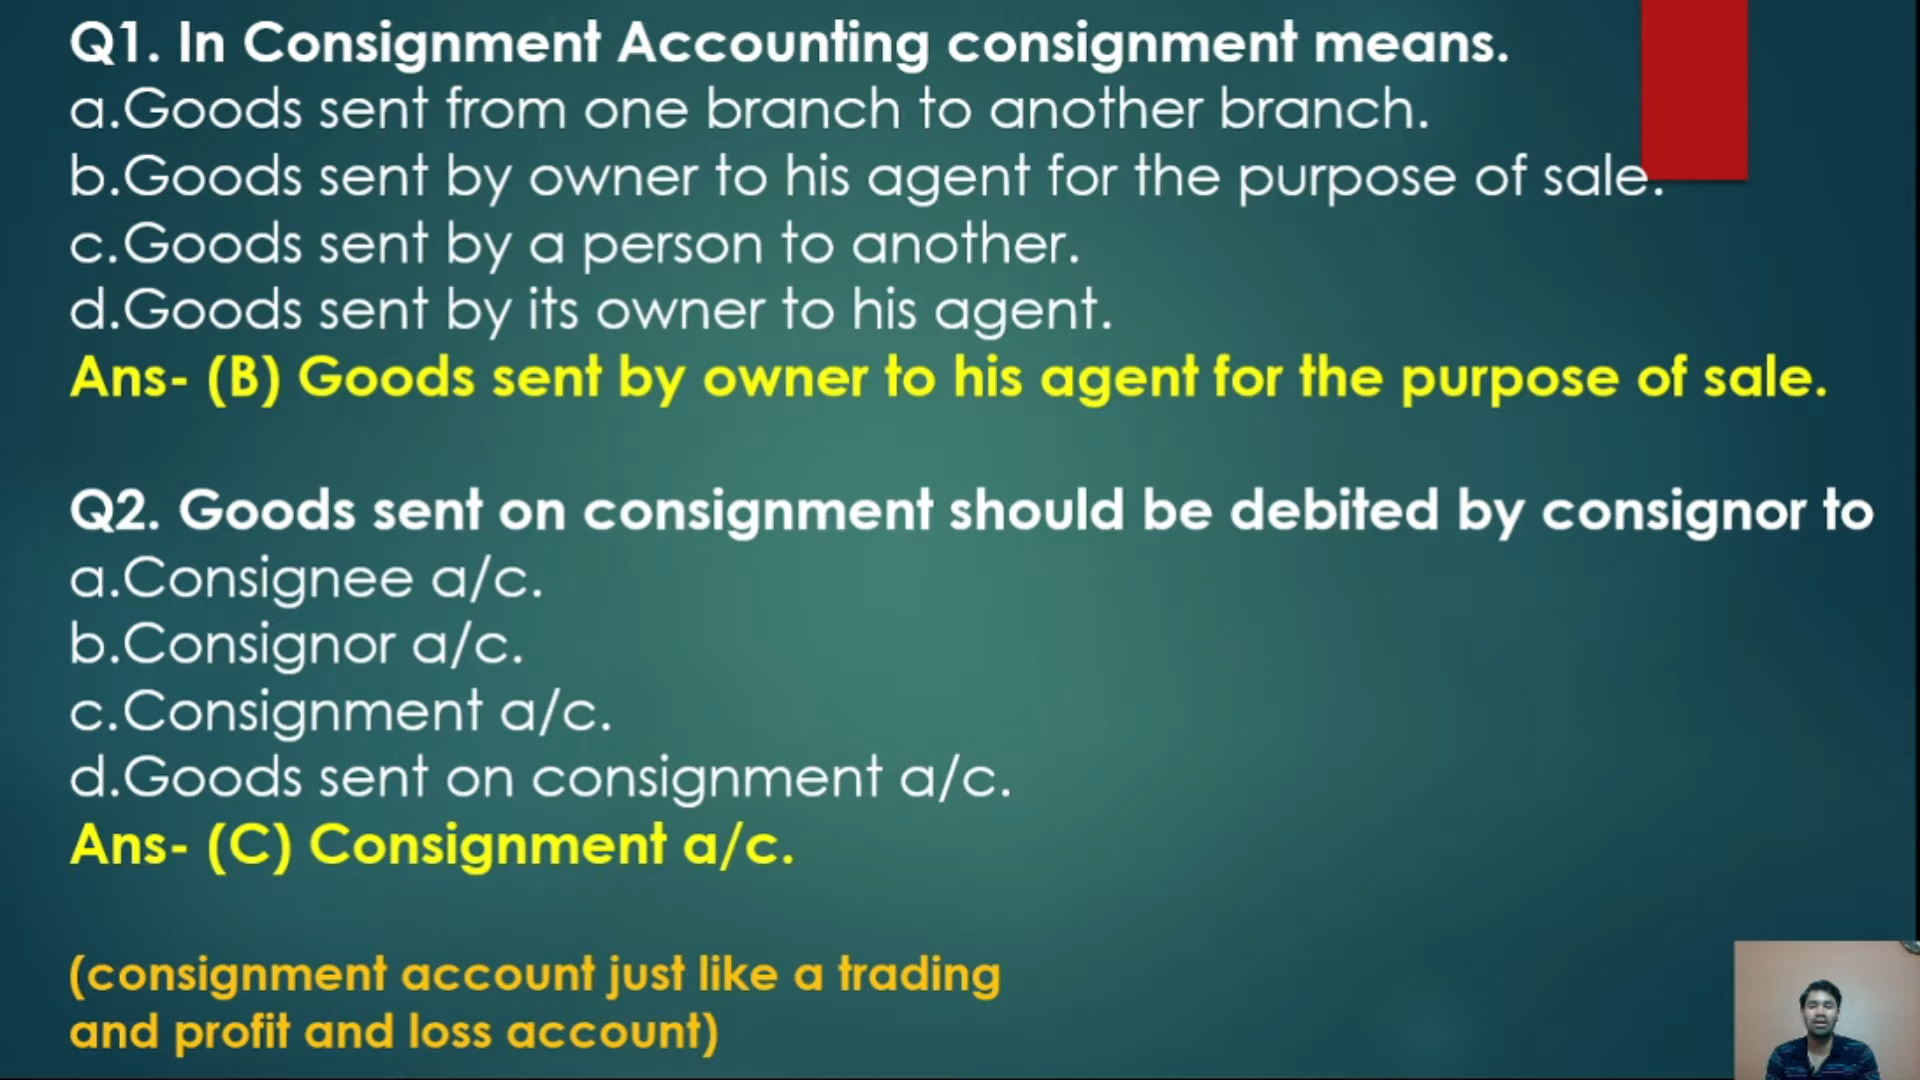 Q1. In Consignment Accounting consignment means.
a.Goods sent from one branch to another branch.
b.Goods sent by owner to his agent for the purpose of sale.
c.Goods sent by a person to another.
d.Goods sent by its owner to his agent.
Ans- (B) Goods sent by owner to his agent for the purpose of sale.
Q2. Goods sent on consignment should be debited by consignor to
a.Consignee a/c.
b.Consignor a/c.
c.Consignment a/c.
d.Goods sent on consignment a/c.
Ans- (C) Consignment a/c.
(consignment account just like a trading
and profit and loss account)